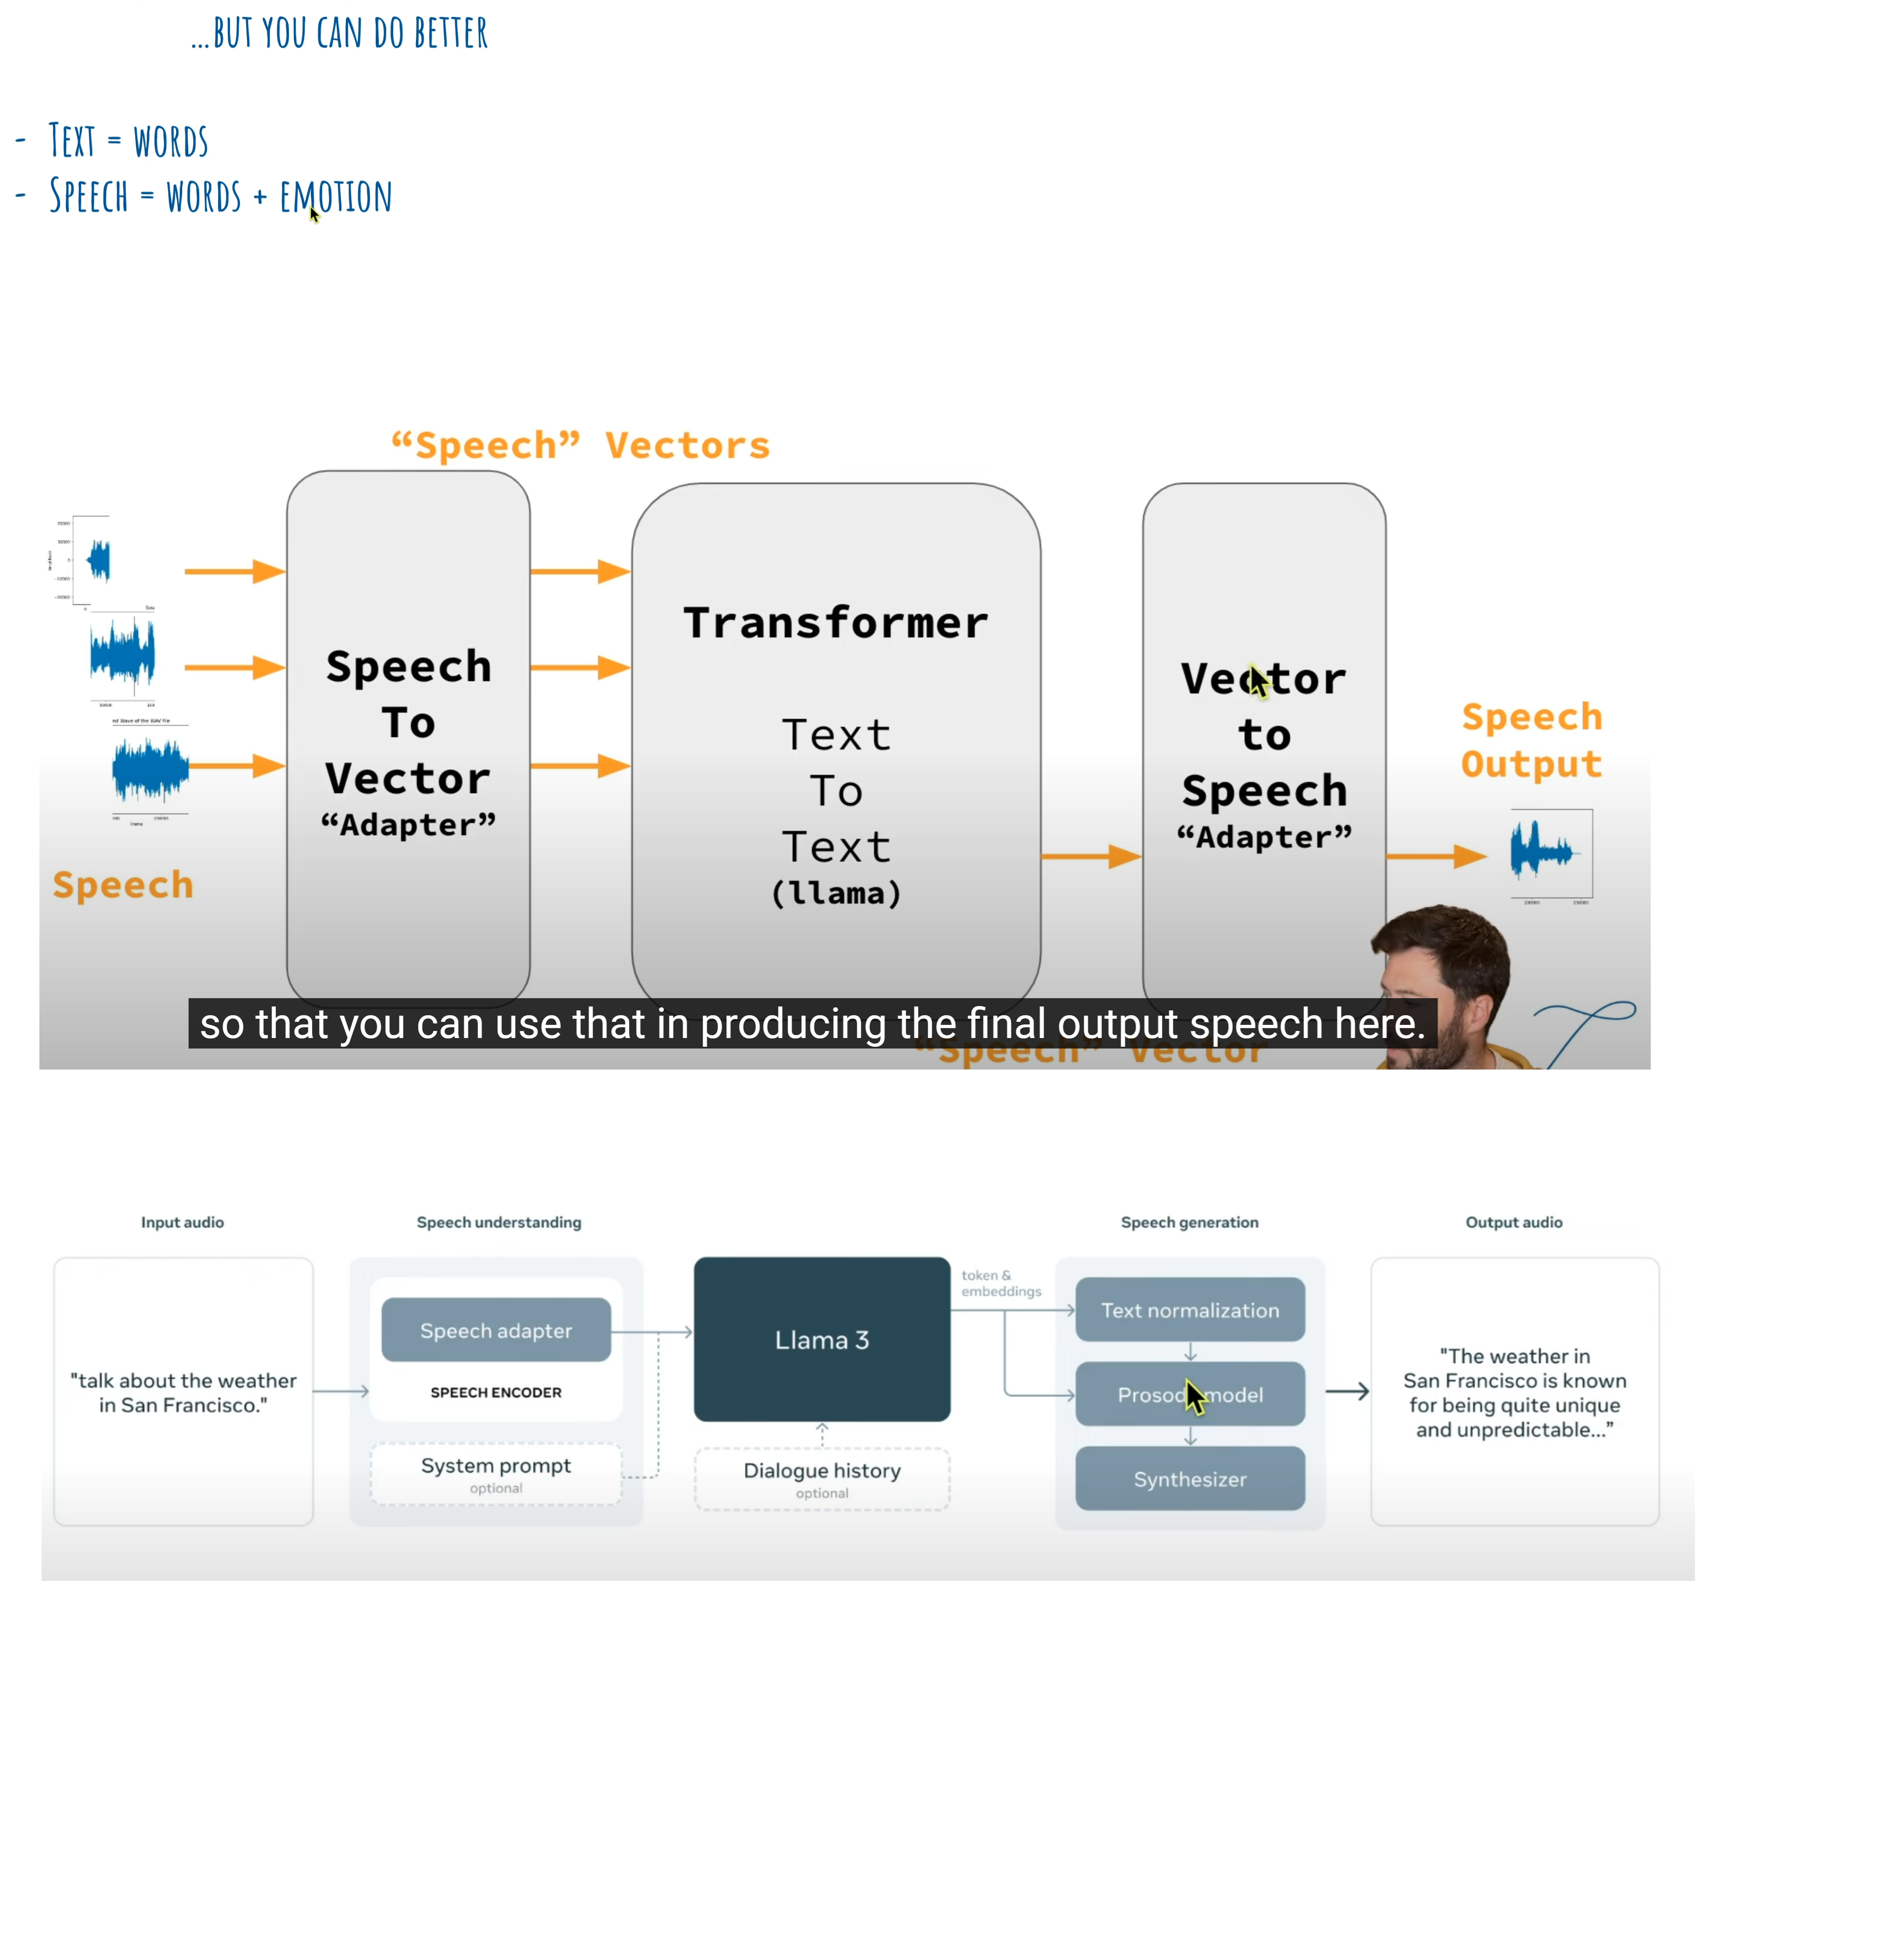 ...BUT YOU CAN DO BETTER
- TEXT = WORDS
- SPEECH = WORDS + EMOTION
“Speech” Vectors
Speech
To
Vector
“Adapter”
Transformer
Text
To
Text
(llama)
Vector
to
Speech
“Adapter”
Speech
Output
Speech
so that you can use that in producing the final output speech here.
“Speech” Vector
Input audio
Speech understanding
Speech generation
Output audio
"talk about the weather
in San Francisco."
Speech adapter
SPEECH ENCODER
System prompt
optional
Llama 3
Dialogue history
optional
token &
embeddings
Text normalization
Prosody model
Synthesizer
"The weather in
San Francisco is known
for being quite unique
and unpredictable..."